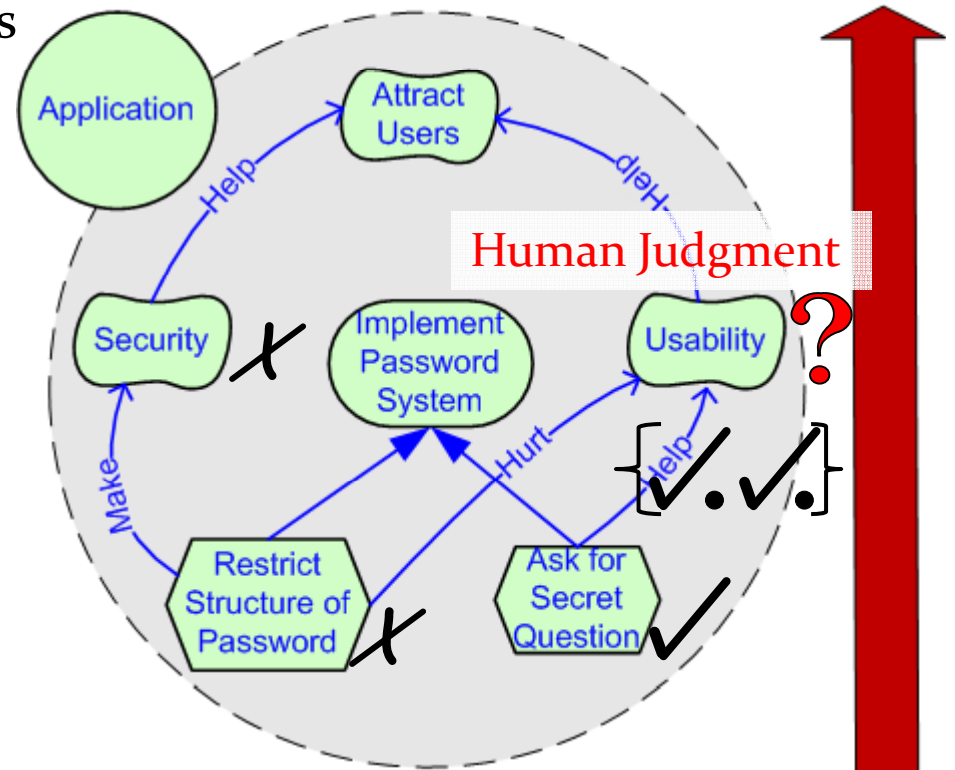 s
Application
Attract
Users
Help
Help
Human Judgment
Security
Implement
Password
System
Usability
?
Make
Hurt
Help
Restrict
Structure of
Password
Ask for
Secret
Question